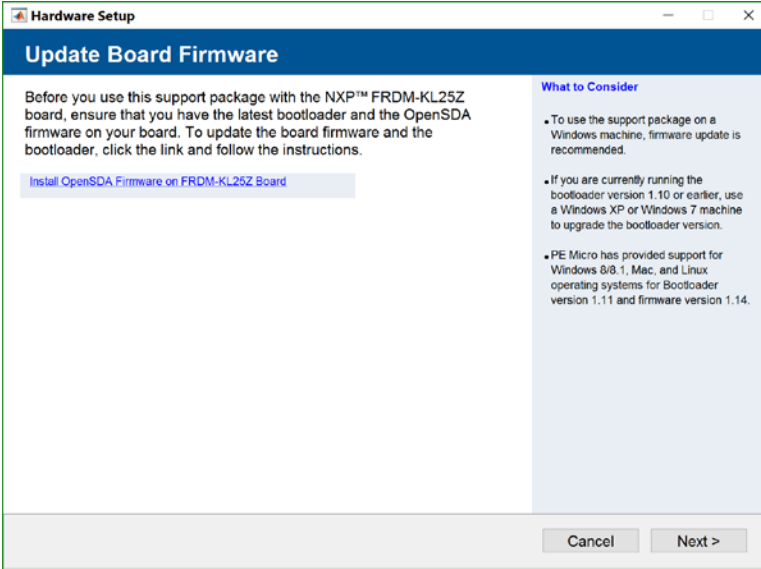 Hardware Setup
Update Board Firmware
Before you use this support package with the NXP™ FRDM-KL25Z
board, ensure that you have the latest bootloader and the OpenSDA
firmware on your board. To update the board firmware and the
bootloader, click the link and follow the instructions.
Install OpenSDA Firmware on FRDM-KL25Z Board
What to Consider
• To use the support package on a
Windows machine, firmware update is
recommended.
• If you are currently running the
bootloader version 1.10 or earlier, use
a Windows XP or Windows 7 machine
to upgrade the bootloader version.
• PE Micro has provided support for
Windows 8/8.1, Mac, and Linux
operating systems for Bootloader
version 1.11 and firmware version 1.14.
Cancel
Next >